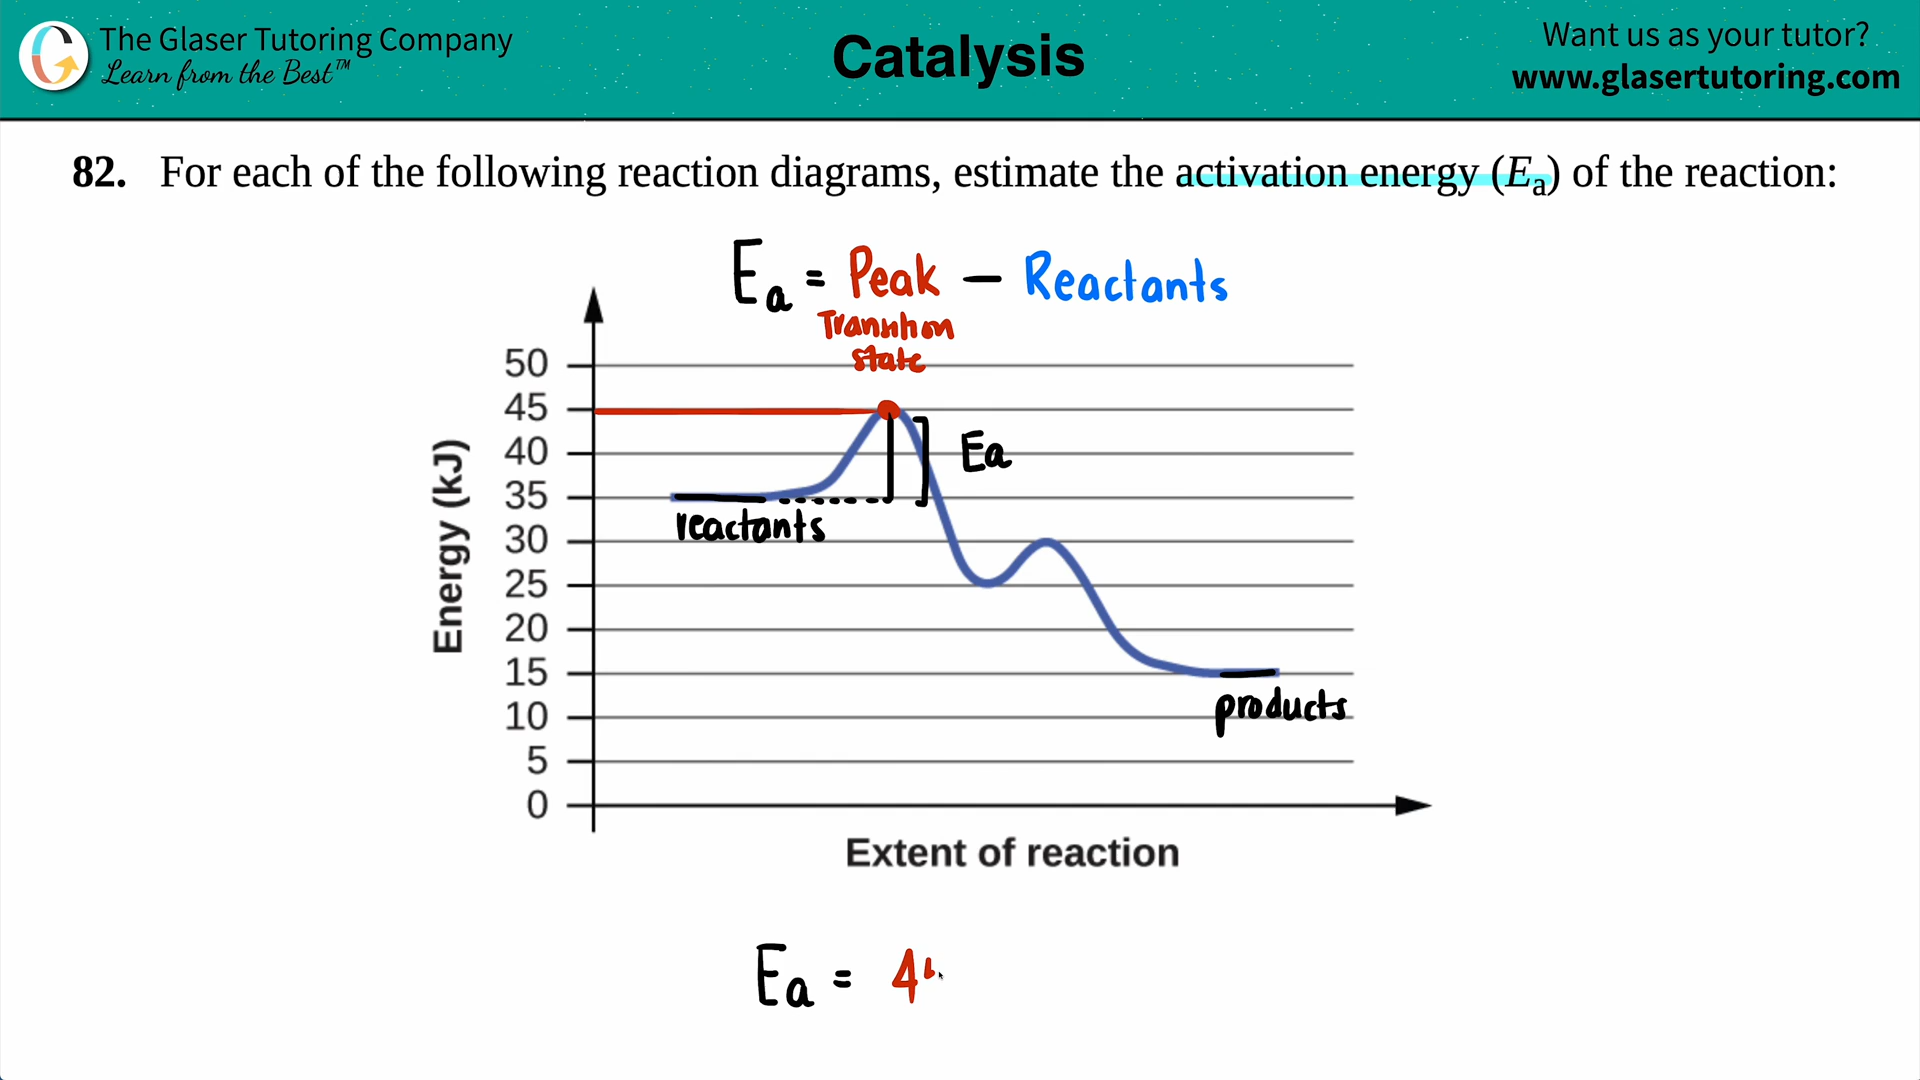 The Glaser Tutoring Company
Learn from the Best™
Catalysis
Want us as your tutor?
www.glasertutoring.com
82. For each of the following reaction diagrams, estimate the activation energy (Ea) of the reaction:
Ea = Peak – Reactants
Transition
state
50
45
40
35
30
25
20
15
10
5
0
Energy (kJ)
Ea
reactants
products
Extent of reaction
Ea = 4